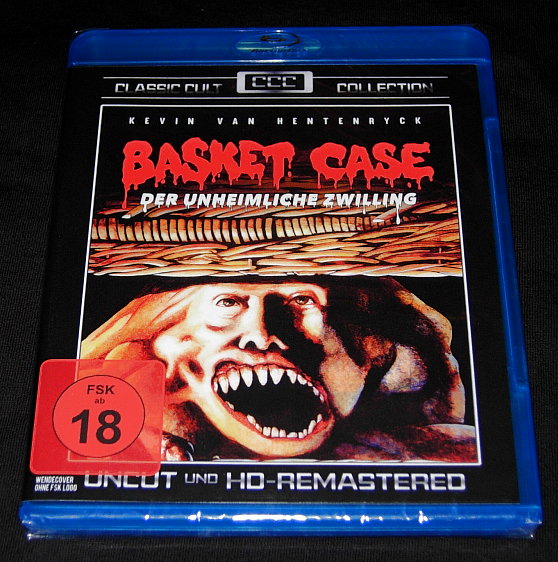 CLASSIC CULT CCC COLLECTION
KEVIN VAN HENTENRYCK
BASKET CASE
DER UNHEIMLICHE ZWILLING
FSK
ab
18
WENDECOVER
OHNE FSK LOGO
UNCUT UND HD-REMASTERED